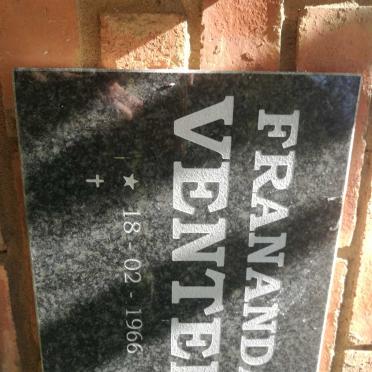 FRANAND
VENTE
★ 18 - 02 - 1966
✝